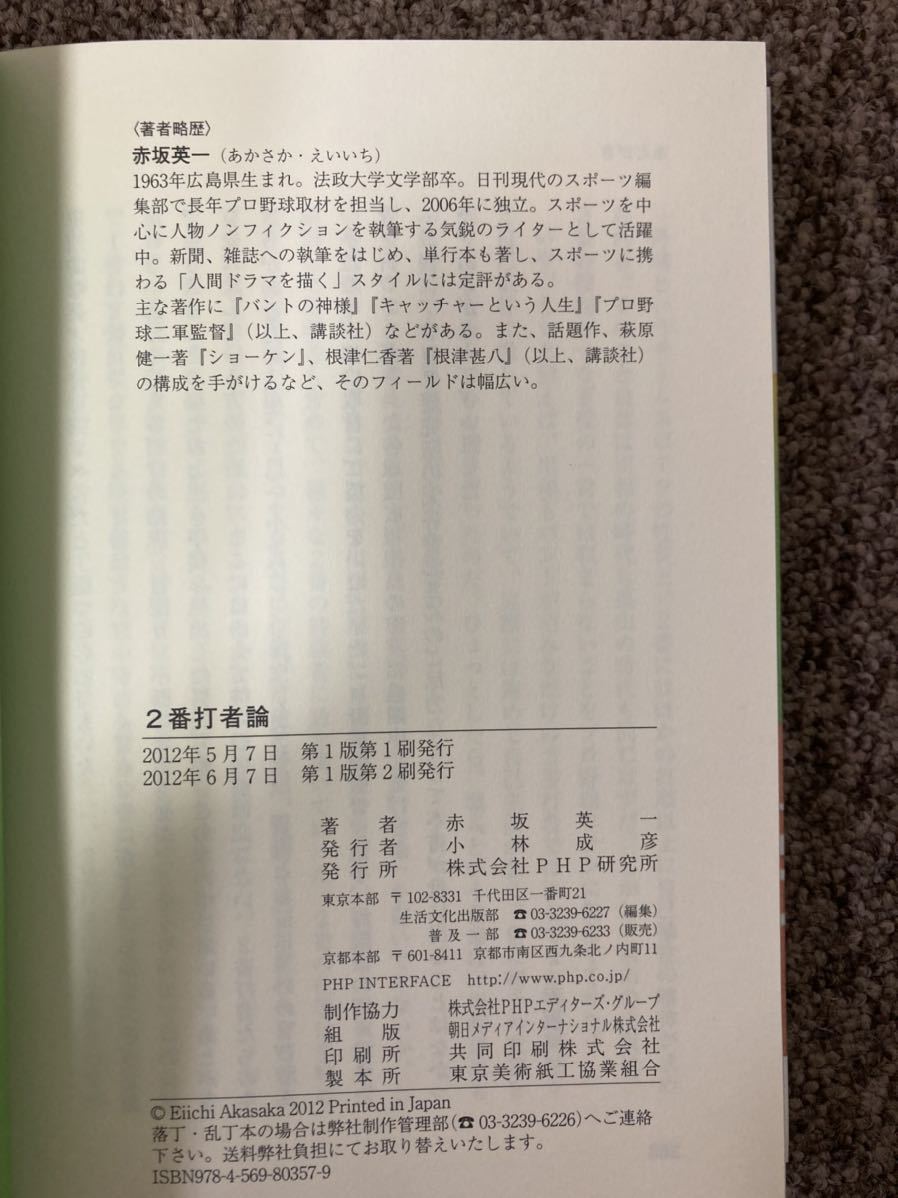 〈著者略歴〉
赤坂英一（あかさか・えいいち）
1963年広島県生まれ。法政大学文学部卒。日刊現代のスポーツ編
集部で長年プロ野球取材を担当し、2006年に独立。スポーツを中
心に人物ノンフィクションを執筆する気鋭のライターとして活躍
中。新聞、雑誌への執筆をはじめ、単行本も著し、スポーツに携
わる「人間ドラマを描く」スタイルには定評がある。
主な著作に『バントの神様』『キャッチャーという人生』『プロ野
球二軍監督』（以上、講談社）などがある。また、話題作、萩原
健一著『ショーケン』、根津仁香著『根津甚八』（以上、講談社）
の構成を手がけるなど、そのフィールドは幅広い。
２番打者論
2012年５月７日　第１版第１刷発行
2012年６月７日　第１版第２刷発行
著者　赤坂英一
発行者　小林成彦
発行所　株式会社ＰＨＰ研究所
東京本部　〒102-8331　千代田区一番町21
生活文化出版部　☎03-3239-6227（編集）
普及一部　☎03-3239-6233（販売）
京都本部　〒601-8411　京都市南区西九条北ノ内町11
PHP INTERFACE　http://www.php.co.jp/
制作協力　株式会社PHPエディターズ・グループ
組版　朝日メディアインターナショナル株式会社
印刷所　共同印刷株式会社
製本所　東京美術紙工協業組合
© Eiichi Akasaka 2012 Printed in Japan
落丁・乱丁本の場合は弊社制作管理部（☎03-3239-6226）へご連絡
下さい。送料弊社負担にてお取り替えいたします。
ISBN978-4-569-80357-9